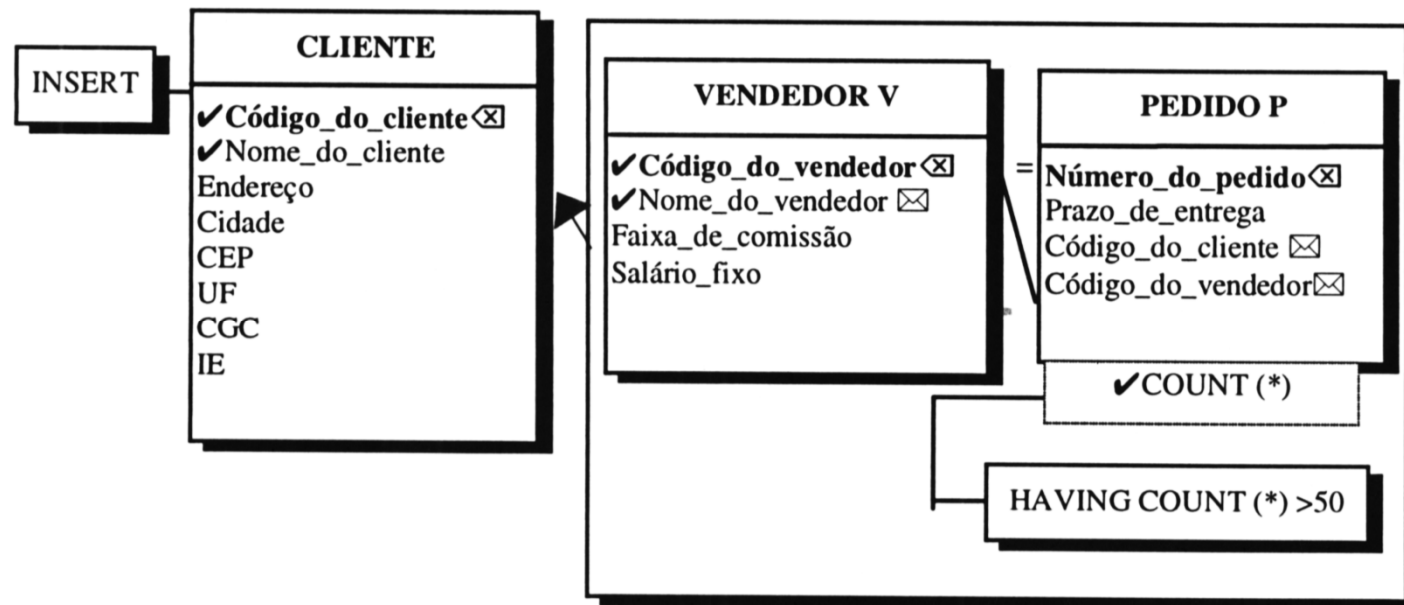 INSERT
CLIENTE
✔Código_do_cliente⌫
✔Nome_do_cliente
Endereço
Cidade
CEP
UF
CGC
IE
VENDEDOR V
✔Código_do_vendedor⌫
✔Nome_do_vendedor ✉
Faixa_de_comissão
Salário_fixo
=
PEDIDO P
Número_do_pedido⌫
Prazo_de_entrega
Código_do_cliente ✉
Código_do_vendedor✉
✔COUNT (*)
HAVING COUNT (*) >50